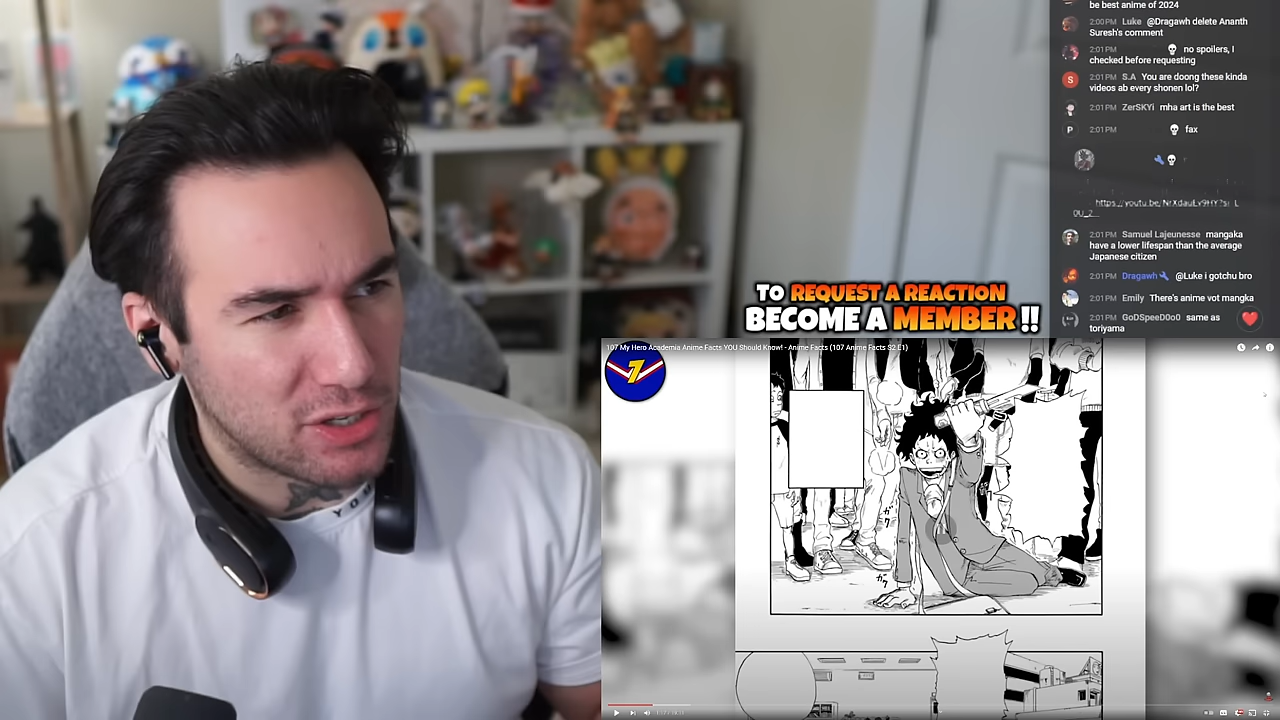 be best anime of 2024
2:00PM Luke @Dragawh delete Ananth
Suresh's comment
2:01PM 💀 no spoilers, I
checked before requesting
S 2:01PM S.A You are doong these kinda
videos ab every shonen lol?
2:01PM ZerSKYi mha art is the best
P 2:01PM 💀 fax
2:01PM Samuel Lajeunesse mangaka
have a lower lifespan than the average
Japanese citizen
2:01PM Dragawh @Luke i gotchu bro
2:01PM Emily There's anime vot mangka
2:01PM GoDSpeeD0o0 same as
toriyama
TO REQUEST A REACTION
BECOME A MEMBER !!
107 My Hero Academia Anime Facts YOU Should Know! - Anime Facts (107 Anime Facts S2 E1)
7
YOU